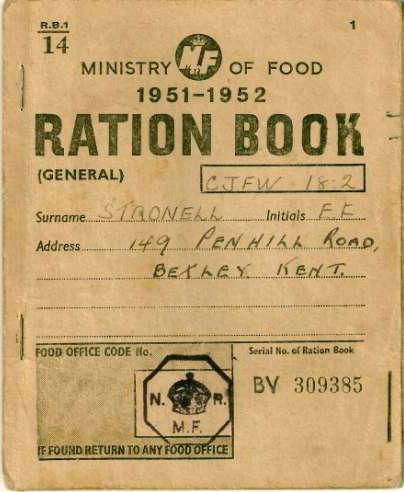 R.B.1 1
14
MINISTRY MF OF FOOD
1951-1952
RATION BOOK
(GENERAL)
CJFW 18-2
Surname STRONELL Initials E E
Address 149 PENHILL ROAD,
BEXLEY KENT.
FOOD OFFICE CODE No. Serial No. of Ration Book
N. R.
BV 309385
M.F.
IF FOUND RETURN TO ANY FOOD OFFICE